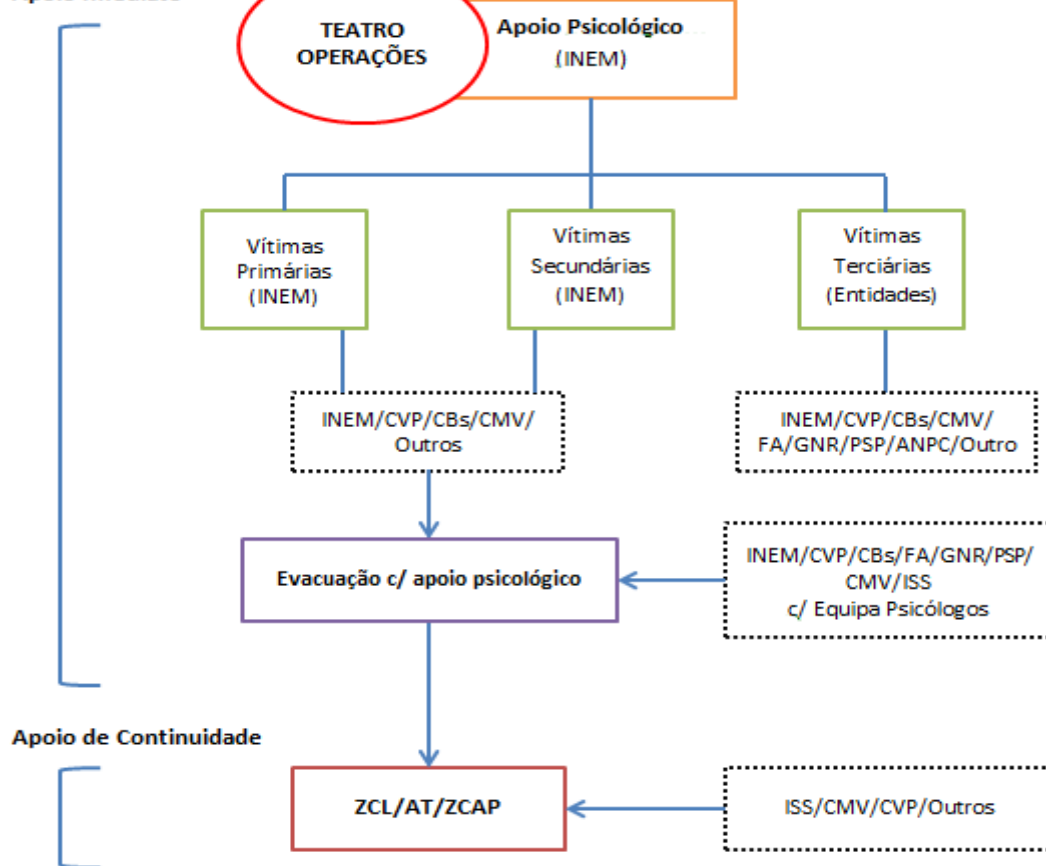 TEATRO
OPERAÇÕES
Apoio Psicológico
(INEM)
Vítimas
Primárias
(INEM)
Vítimas
Secundárias
(INEM)
Vítimas
Terciárias
(Entidades)
INEM/CVP/CBs/CMV/
Outros
INEM/CVP/CBs/CMV/
FA/GNR/PSP/ANPC/Outro
Evacuação c/ apoio psicológico
INEM/CVP/CBs/FA/GNR/PSP/
CMV/ISS
c/ Equipa Psicólogos
Apoio de Continuidade
ZCL/AT/ZCAP
ISS/CMV/CVP/Outros